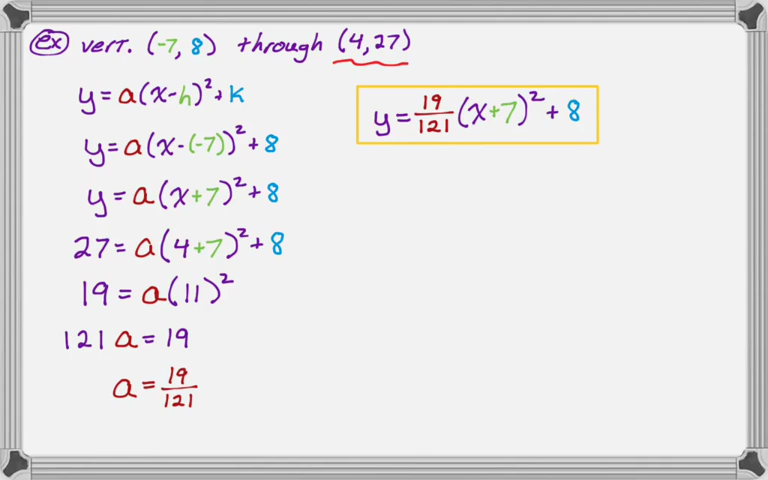 ex vert. (-7, 8) through (4,27)
y = a(x-h)² + k
y = a(x-(-7))² + 8
y = a(x+7)² + 8
27 = a(4+7)² + 8
19 = a(11)²
121 a = 19
a = 19/121
y = 19/121 (x+7)² + 8